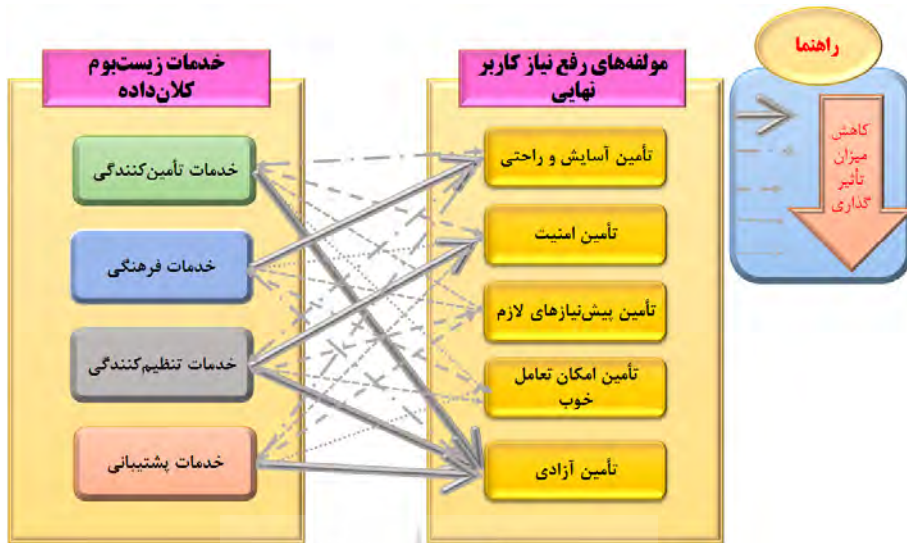 راهنما
کاهش
میزان
تأثیر
گذاری
مولفه‌های رفع نیاز کاربر
نهایی
تأمین آسایش و راحتی
تأمین امنیت
تأمین پیش‌نیازهای لازم
تأمین امکان تعامل
خوب
تأمین آزادی
خدمات زیست‌بوم
کلان‌داده
خدمات تأمین‌کنندگی
خدمات فرهنگی
خدمات تنظیم‌کنندگی
خدمات پشتیبانی